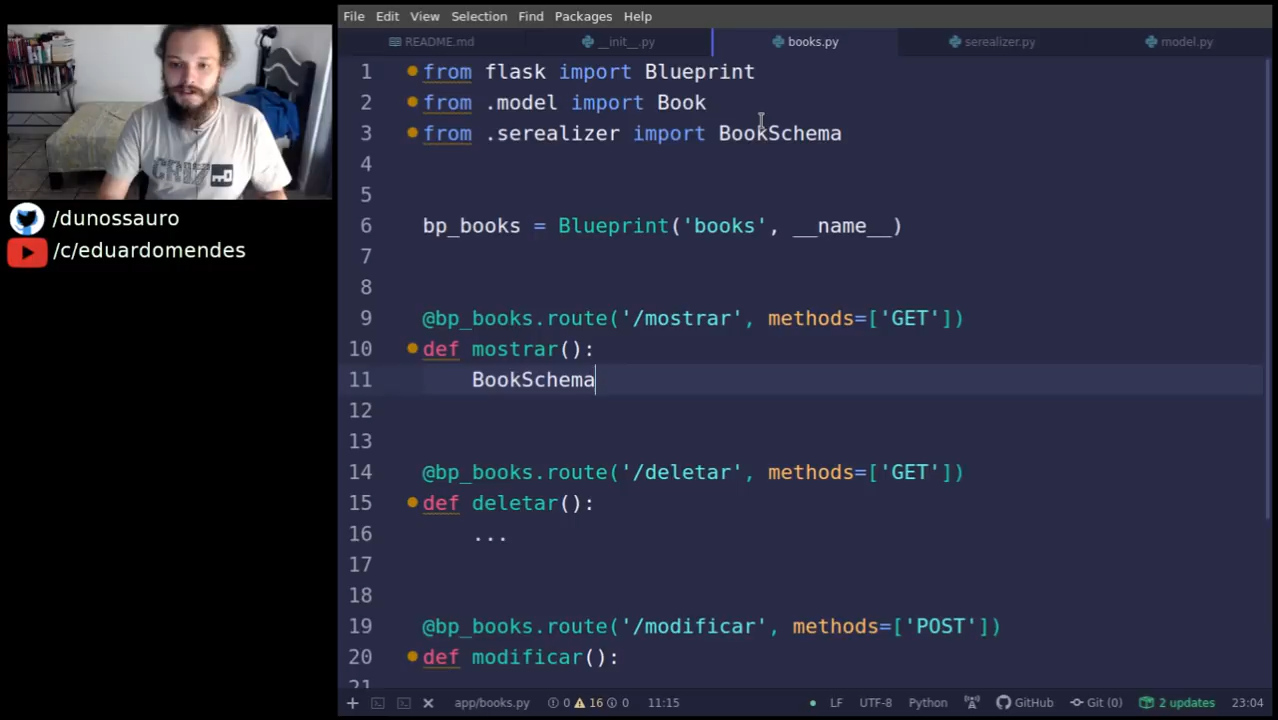 File Edit View Selection Find Packages Help
README.md __init__.py books.py serealizer.py model.py
1 from flask import Blueprint
2 from .model import Book
3 from .serealizer import BookSchema
4
5
6 bp_books = Blueprint('books', __name__)
7
8
9 @bp_books.route('/mostrar', methods=['GET'])
10 def mostrar():
11 BookSchema
12
13
14 @bp_books.route('/deletar', methods=['GET'])
15 def deletar():
16 ...
17
18
19 @bp_books.route('/modificar', methods=['POST'])
20 def modificar():
21
/dunossauro
/c/eduardomendes
app/books.py 0 16 0 11:15 LF UTF-8 Python GitHub Git (0) 2 updates 23:04